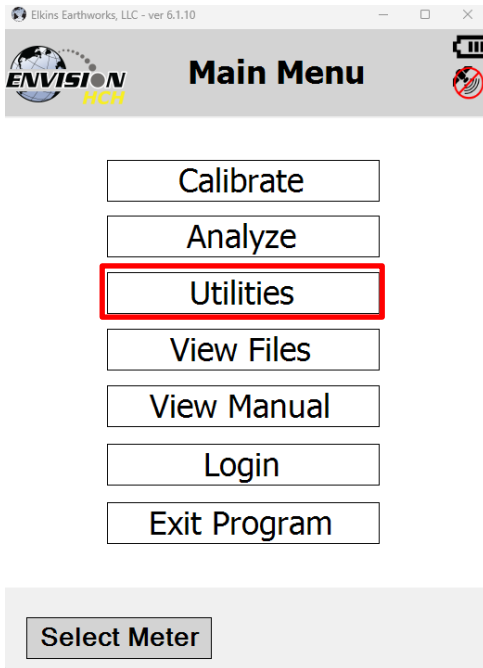 Elkins Earthworks, LLC - ver 6.1.10
ENVISION
HCH
Main Menu
Calibrate
Analyze
Utilities
View Files
View Manual
Login
Exit Program
Select Meter